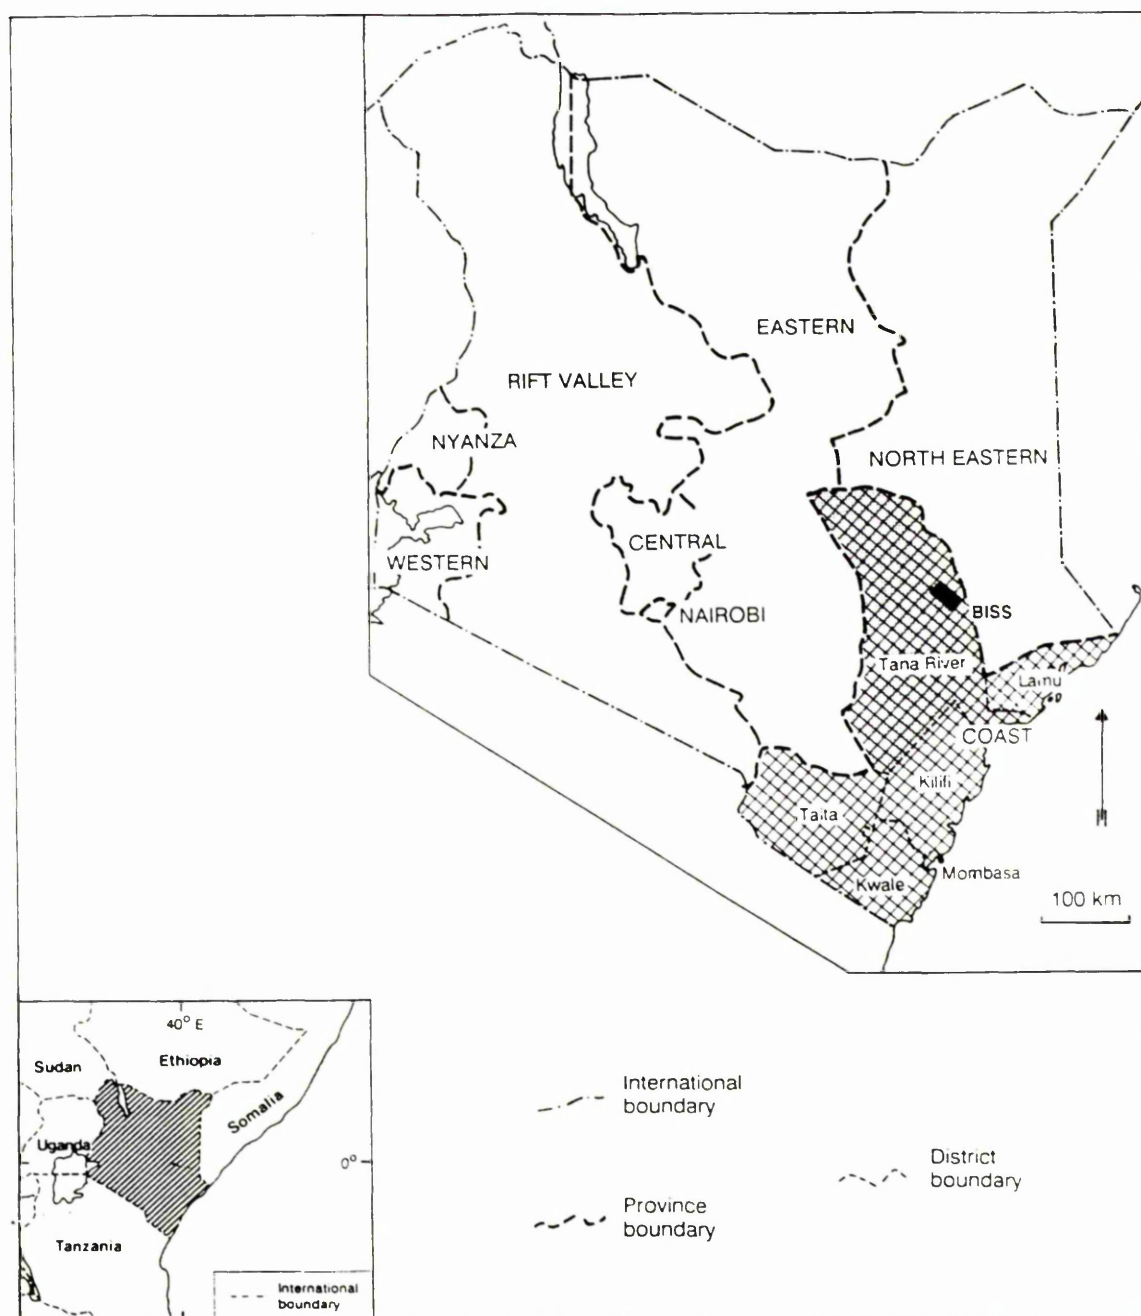 EASTERN
RIFT VALLEY
NYANZA
NORTH EASTERN
CENTRAL
WESTERN
NAIROBI
BISS
Tana River
Lamu
COAST
Kilifi
Taita
Mombasa
Kwale
100 km
40° E
Sudan
Ethiopia
Somalia
Uganda
0°
Tanzania
International
boundary
International
boundary
District
boundary
Province
boundary